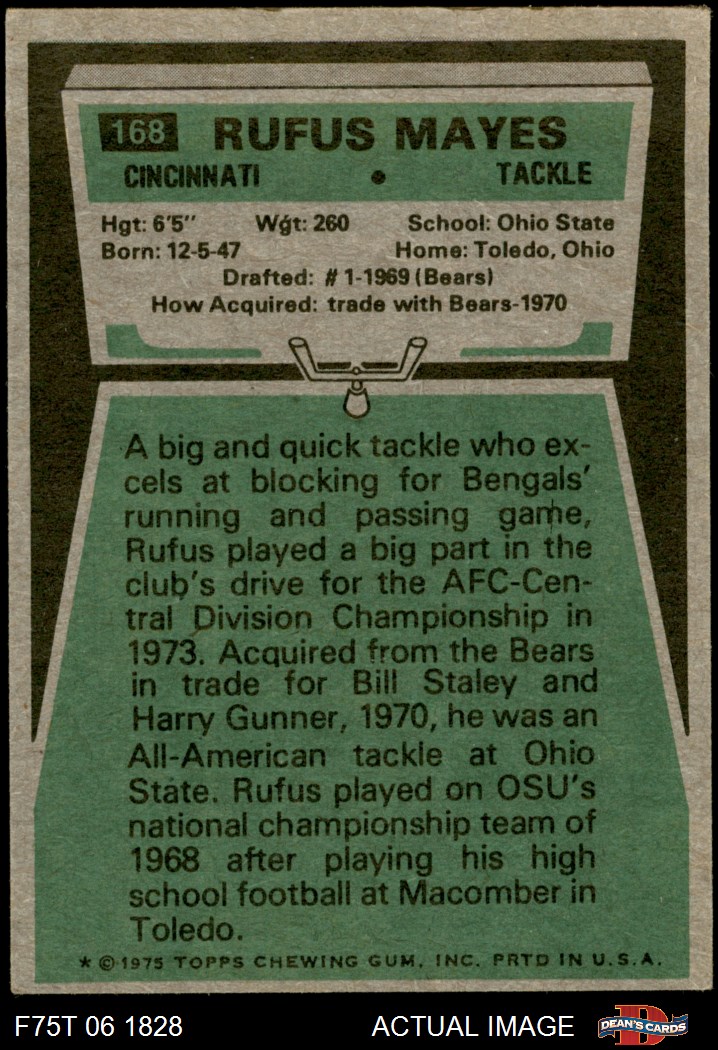 168 RUFUS MAYES
CINCINNATI • TACKLE
Hgt: 6'5" Wgt: 260 School: Ohio State
Born: 12-5-47 Home: Toledo, Ohio
Drafted: #1-1969 (Bears)
How Acquired: trade with Bears-1970
A big and quick tackle who ex-
cels at blocking for Bengals'
running and passing game,
Rufus played a big part in the
club's drive for the AFC-Cen-
tral Division Championship in
1973. Acquired from the Bears
in trade for Bill Staley and
Harry Gunner, 1970, he was an
All-American tackle at Ohio
State. Rufus played on OSU's
national championship team of
1968 after playing his high
school football at Macomber in
Toledo.
* © 1975 TOPPS CHEWING GUM, INC. PRTD IN U.S.A.
F75T 06 1828 ACTUAL IMAGE D DEAN'S CARDS